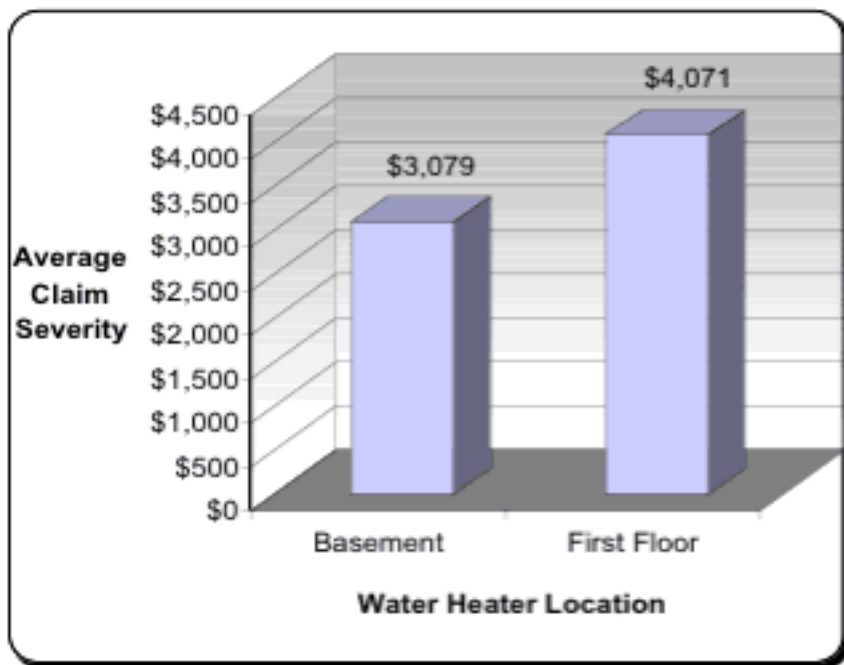 $4,071
$3,079
$4,500
$4,000
$3,500
$3,000
$2,500
$2,000
$1,500
$1,000
$500
$0
Average
Claim
Severity
Basement First Floor
Water Heater Location